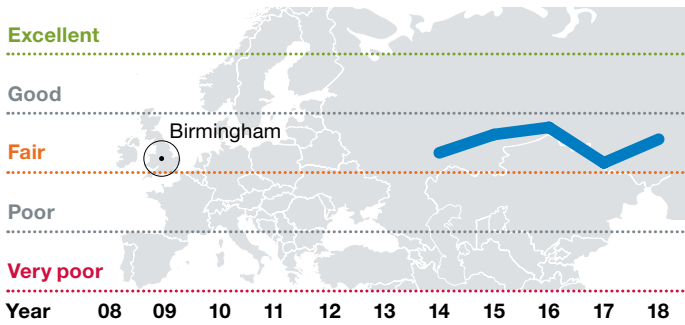 Excellent
Good
Birmingham
Fair
Poor
Very poor
Year 08 09 10 11 12 13 14 15 16 17 18